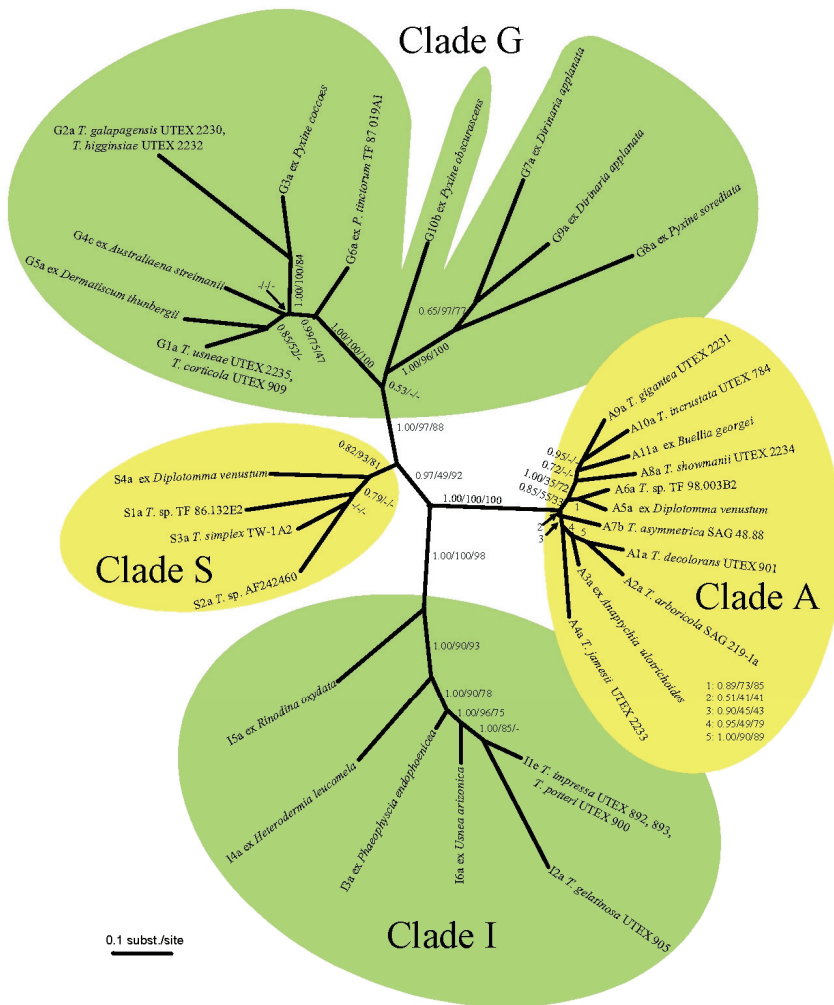 Clade G
G2a T. galapagensis UTEX 2230,
T. higginsiae UTEX 2232
G3a ex Pyxine coccoes
G6a ex P. tinctorum TF 87 019A1
G10b ex Pyxine obscurascens
G7a ex Dirinaria applanata
G9a ex Dirinaria applanata
G8a ex Pyxine sorediata
G4c ex Australiaena streimanii
G5a ex Dermatiscum thunbergii
G1a T. usneae UTEX 2235,
T. corticola UTEX 909
-/-/-
1.00/100/84
0.99/75/47
0.85/52/-
1.00/100/100
0.65/97/77
1.00/96/100
0.53/-/-
1.00/97/88
0.82/93/81
0.97/49/92
S4a ex Diplotomma venustum
S1a T. sp. TF 86.132E2
S3a T. simplex TW-1A2
S2a T. sp. AF242460
0.79/-/-
-/-/-
Clade S
1.00/100/100
A9a T. gigantea UTEX 2231
A10a T. incrustata UTEX 784
A11a ex Buellia georgei
A8a T. showmanii UTEX 2234
A6a T. sp. TF 98.003B2
A5a ex Diplotomma venustum
A7b T. asymmetrica SAG 48.88
A1a T. decolorans UTEX 901
A2a T. arboricola SAG 219-1a
A3a ex Anaptychia ulotrichoides
A4a T. jamesii UTEX 2233
0.95/-/-
0.72/-/-
1.00/35/72
0.85/55/33
1
2
3
4
5
Clade A
1: 0.89/73/85
2: 0.51/41/41
3: 0.90/45/43
4: 0.95/49/79
5: 1.00/90/89
1.00/100/98
1.00/90/93
1.00/90/78
1.00/96/75
1.00/85/-
I5a ex Rinodina oxydata
I4a ex Heterodermia leucomela
I3a ex Phaeophyscia endophoenicea
I6a ex Usnea arizonica
I1e T. impressa UTEX 892, 893,
T. potteri UTEX 900
I2a T. gelatinosa UTEX 905
Clade I
0.1 subst./site